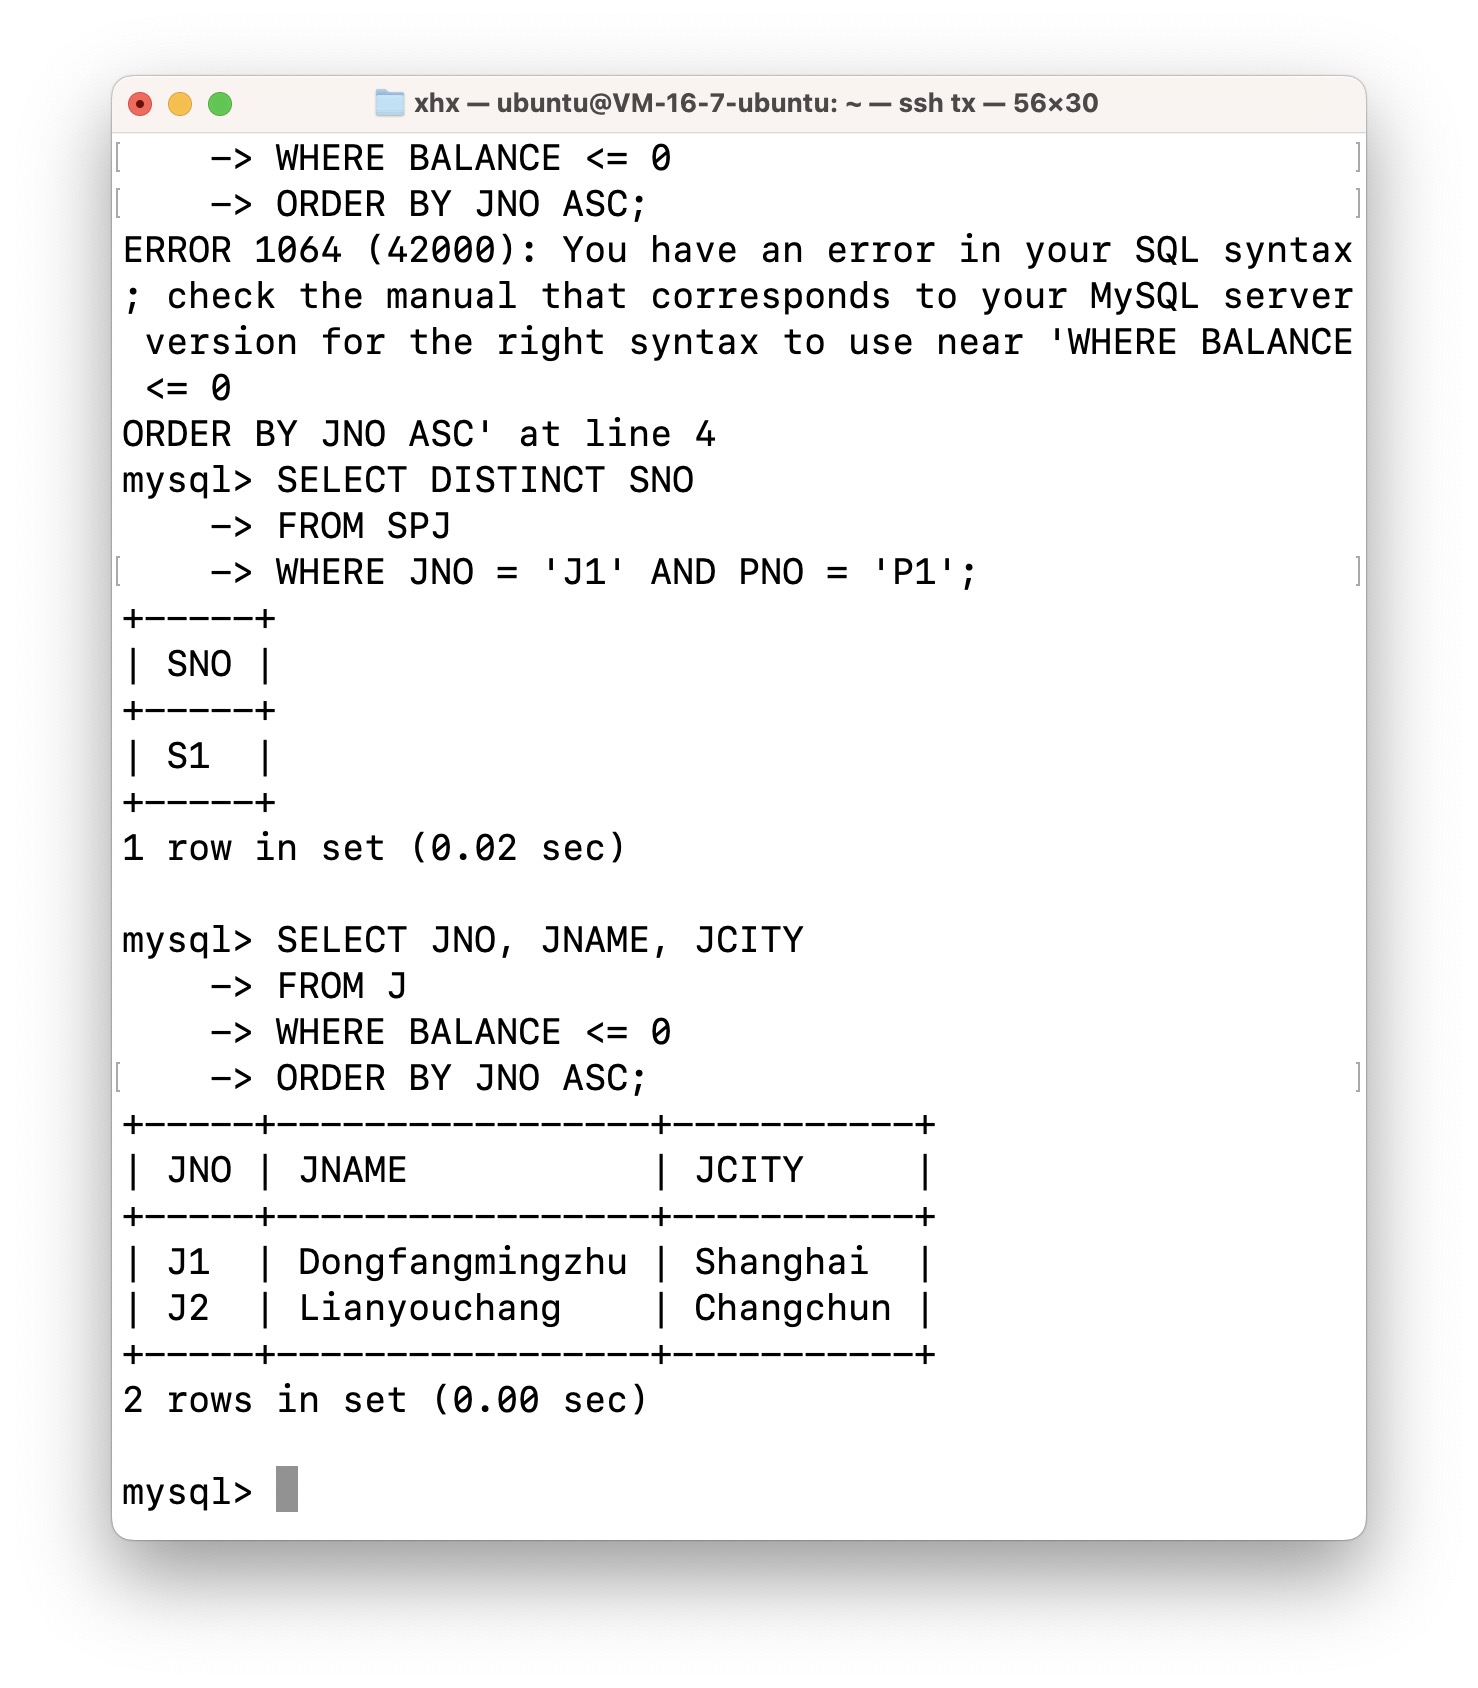 xhx — ubuntu@VM-16-7-ubuntu: ~ — ssh tx — 56×30
    -> WHERE BALANCE <= 0
    -> ORDER BY JNO ASC;
ERROR 1064 (42000): You have an error in your SQL syntax
; check the manual that corresponds to your MySQL server
 version for the right syntax to use near 'WHERE BALANCE
 <= 0
ORDER BY JNO ASC' at line 4
mysql> SELECT DISTINCT SNO
    -> FROM SPJ
    -> WHERE JNO = 'J1' AND PNO = 'P1';
+-----+
| SNO |
+-----+
| S1  |
+-----+
1 row in set (0.02 sec)

mysql> SELECT JNO, JNAME, JCITY
    -> FROM J
    -> WHERE BALANCE <= 0
    -> ORDER BY JNO ASC;
+-----+-----------------+-----------+
| JNO | JNAME           | JCITY     |
+-----+-----------------+-----------+
| J1  | Dongfangmingzhu | Shanghai  |
| J2  | Lianyouchang    | Changchun |
+-----+-----------------+-----------+
2 rows in set (0.00 sec)

mysql>